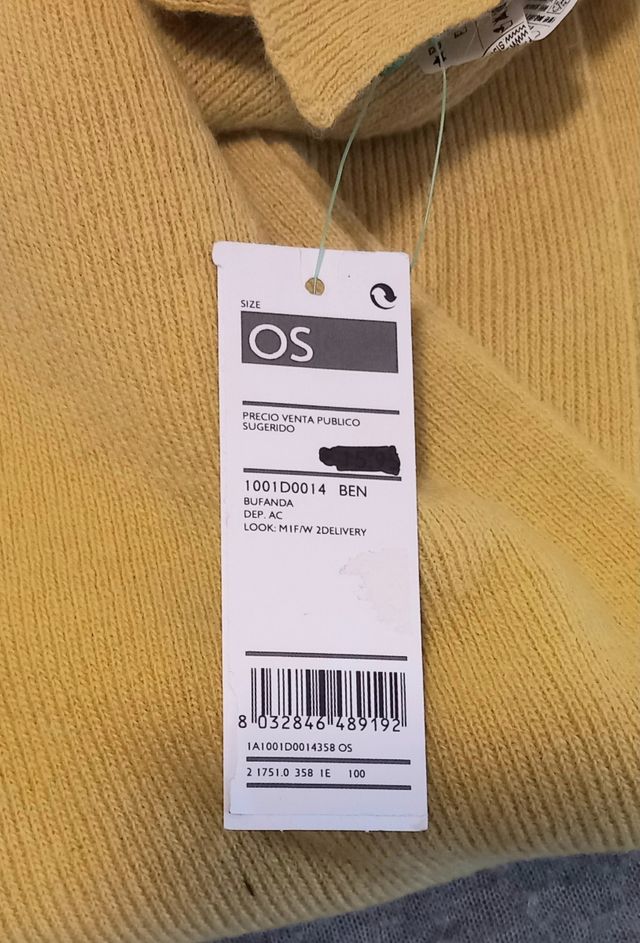 SIZE
OS
PRECIO VENTA PUBLICO
SUGERIDO
1001D0014 BEN
BUFANDA
DEP. AC
LOOK: M1F/W 2DELIVERY
8 032846 489192
1A1001D0014358 OS
2 1751.0 358 1E 100